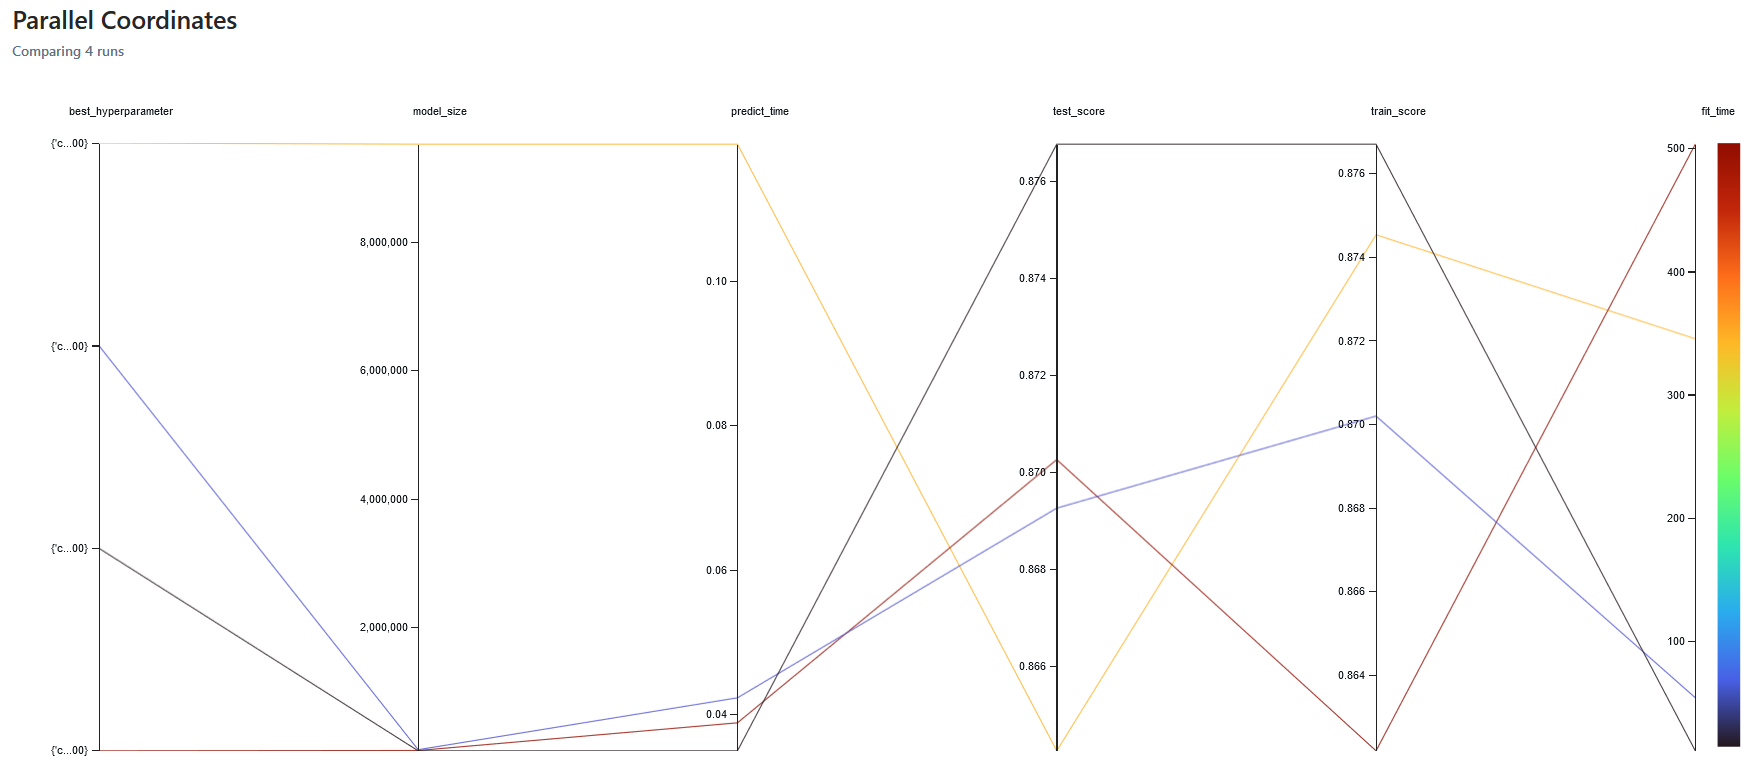 Parallel Coordinates
Comparing 4 runs
best_hyperparameter
model_size
predict_time
test_score
train_score
fit_time
{'c...00}
{'c...00}
{'c...00}
{'c...00}
8,000,000
6,000,000
4,000,000
2,000,000
0.10
0.08
0.06
0.04
0.876
0.874
0.872
0.870
0.868
0.866
0.876
0.874
0.872
0.870
0.868
0.866
0.864
500
400
300
200
100